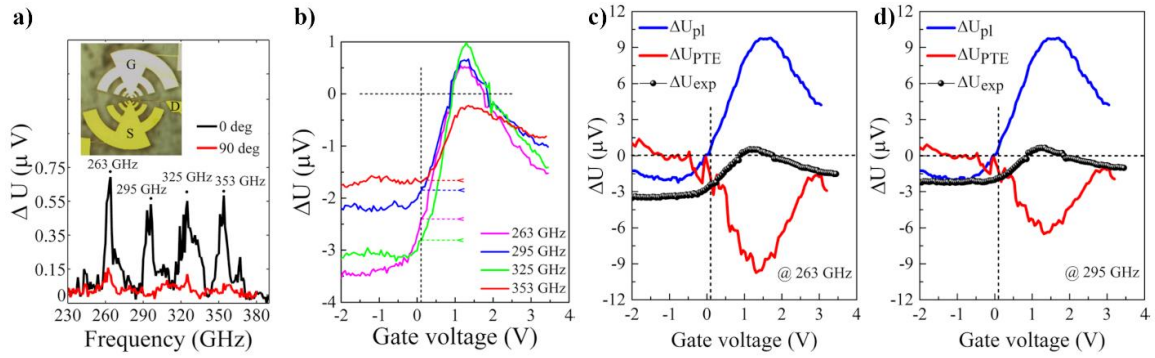 a)
ΔU (μV)
0.75
0.55
0.35
0.15
0
230
260
290
320
350
380
Frequency (GHz)
G
S
D
0 deg
90 deg
263 GHz
295 GHz
325 GHz
353 GHz
b)
ΔU (μV)
1
0
-1
-2
-3
-4
-2
-1
0
1
2
3
4
Gate voltage (V)
263 GHz
295 GHz
325 GHz
353 GHz
c)
ΔU (μV)
12
9
6
3
0
-3
-6
-9
-12
-2
-1
0
1
2
3
4
Gate voltage (V)
ΔUpl
ΔUPTE
ΔUexp
@ 263 GHz
d)
ΔU (μV)
12
9
6
3
0
-3
-6
-9
-12
-2
-1
0
1
2
3
4
Gate voltage (V)
ΔUpl
ΔUPTE
ΔUexp
@ 295 GHz